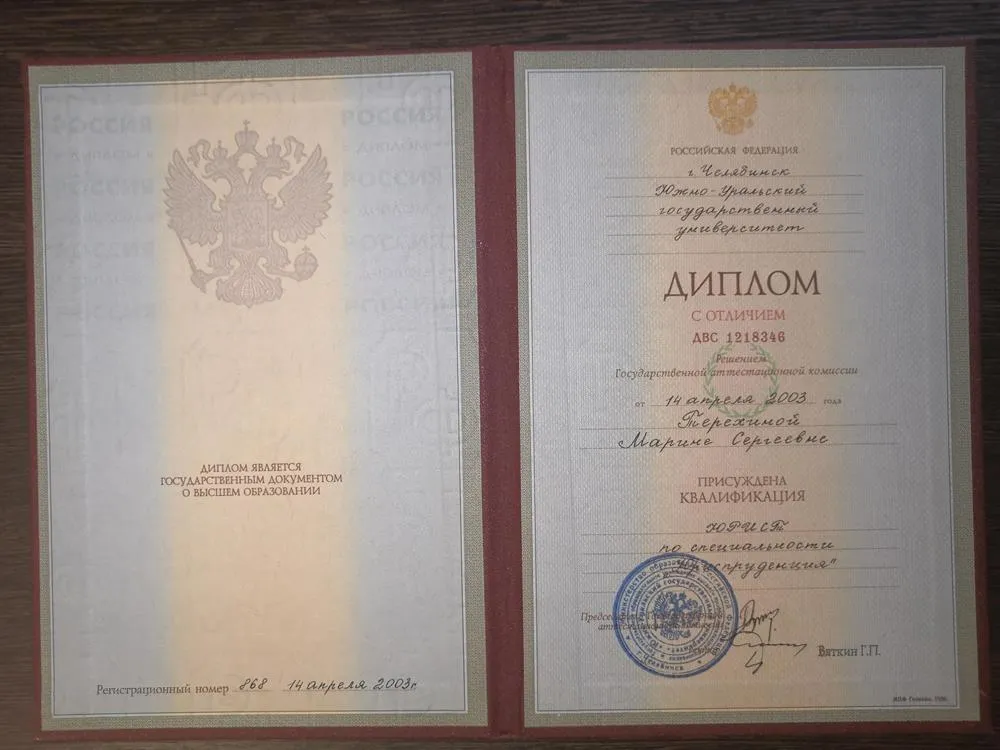 ДИПЛОМ ЯВЛЯЕТСЯ
ГОСУДАРСТВЕННЫМ ДОКУМЕНТОМ
О ВЫСШЕМ ОБРАЗОВАНИИ
Регистрационный номер 868 14 апреля 2003г.
РОССИЙСКАЯ ФЕДЕРАЦИЯ
г. Челябинск
Южно-Уральский
государственный
университет
ДИПЛОМ
С ОТЛИЧИЕМ
ДВС 1218346
Решением
Государственной аттестационной комиссии
от 14 апреля 2003 года
Терехиной
Марине Сергеевне
ПРИСУЖДЕНА
КВАЛИФИКАЦИЯ
ЮРИСТ
по специальности
"Юриспруденция"
Вяткин Г.П.
г. Челябинск